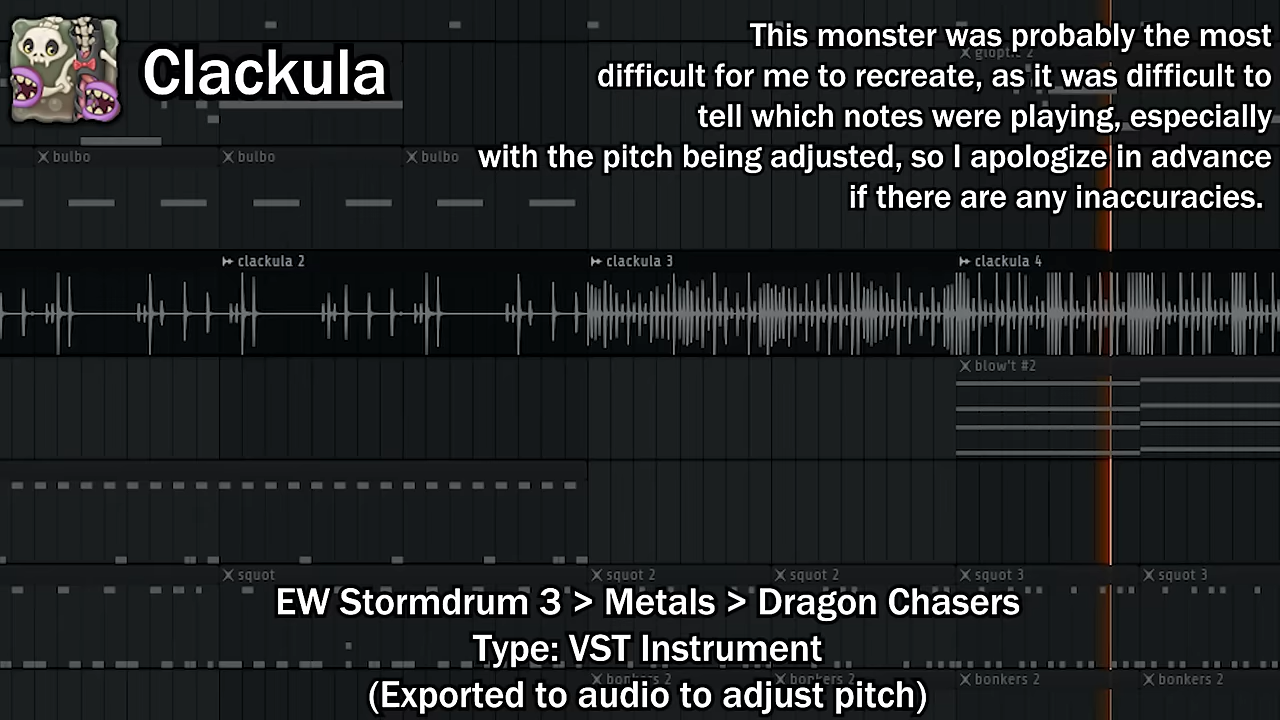 Clackula
This monster was probably the most
difficult for me to recreate, as it was difficult to
tell which notes were playing, especially
with the pitch being adjusted, so I apologize in advance
if there are any inaccuracies.
bulbo
bulbo
bulbo
clackula 2
clackula 3
clackula 4
blow't #2
squot
squot 2
squot 2
squot 3
squot 3
EW Stormdrum 3 > Metals > Dragon Chasers
Type: VST Instrument
(Exported to audio to adjust pitch)
bonkers 2
bonkers 2
bonkers 2
bonkers 2